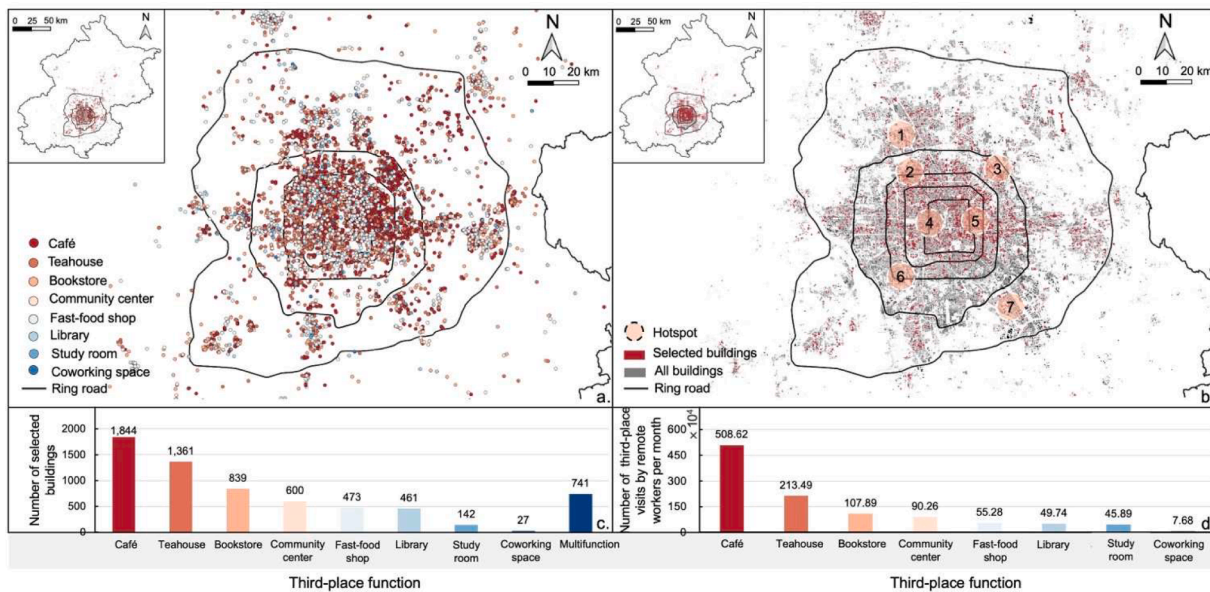 0 25 50 km
N
N
0 10 20 km
Café
Teahouse
Bookstore
Community center
Fast-food shop
Library
Study room
Coworking space
Ring road
a.
0 25 50 km
N
N
0 10 20 km
1
2
3
4
5
6
7
Hotspot
Selected buildings
All buildings
Ring road
b.
Number of selected
buildings
2000
1500
1000
500
0
1,844
1,361
839
600
473
461
142
27
741
c.
Café
Teahouse
Bookstore
Community
center
Fast-food
shop
Library
Study
room
Coworking
space
Multifunction
Third-place function
Number of third-place
visits by remote
workers per month
× 10⁴
600
450
300
150
0
508.62
213.49
107.89
90.26
55.28
49.74
45.89
7.68
d
Café
Teahouse
Bookstore
Community
center
Fast-food
shop
Library
Study
room
Coworking
space
Third-place function